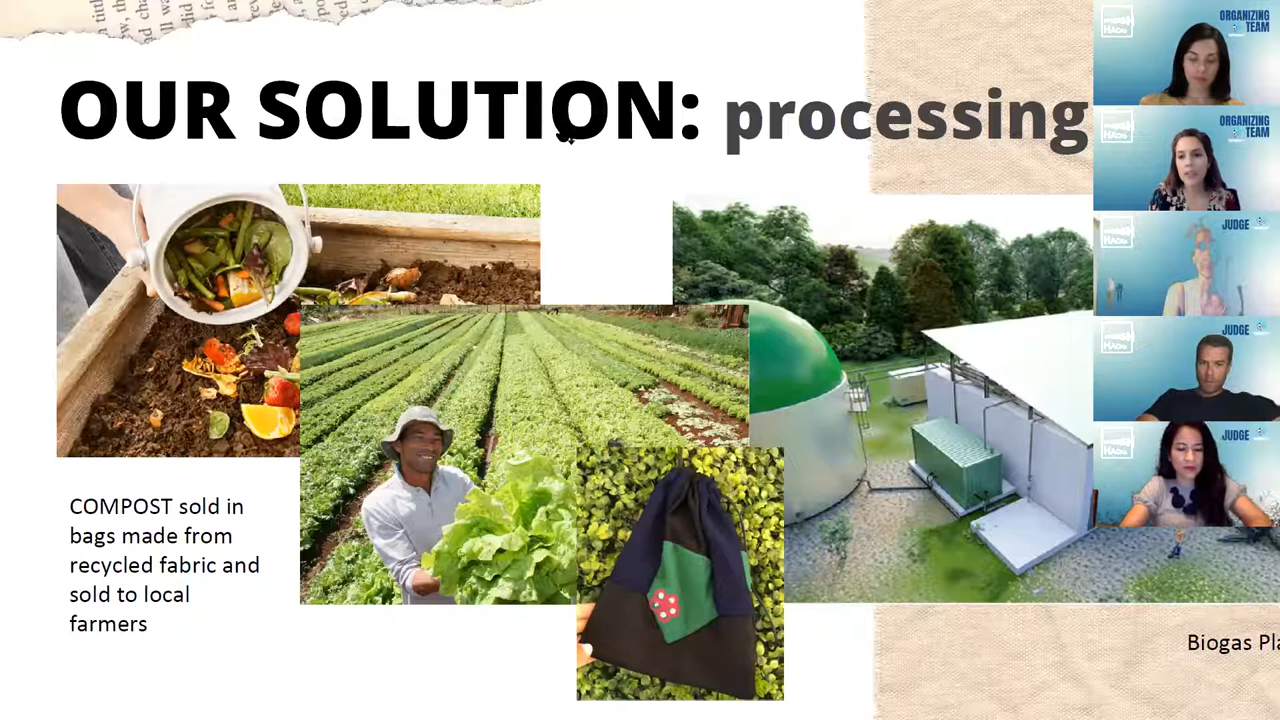 OUR SOLUTION: processing
COMPOST sold in
bags made from
recycled fabric and
sold to local
farmers
Biogas Pla
ORGANIZING
TEAM
ORGANIZING
TEAM
JUDGE
JUDGE
JUDGE